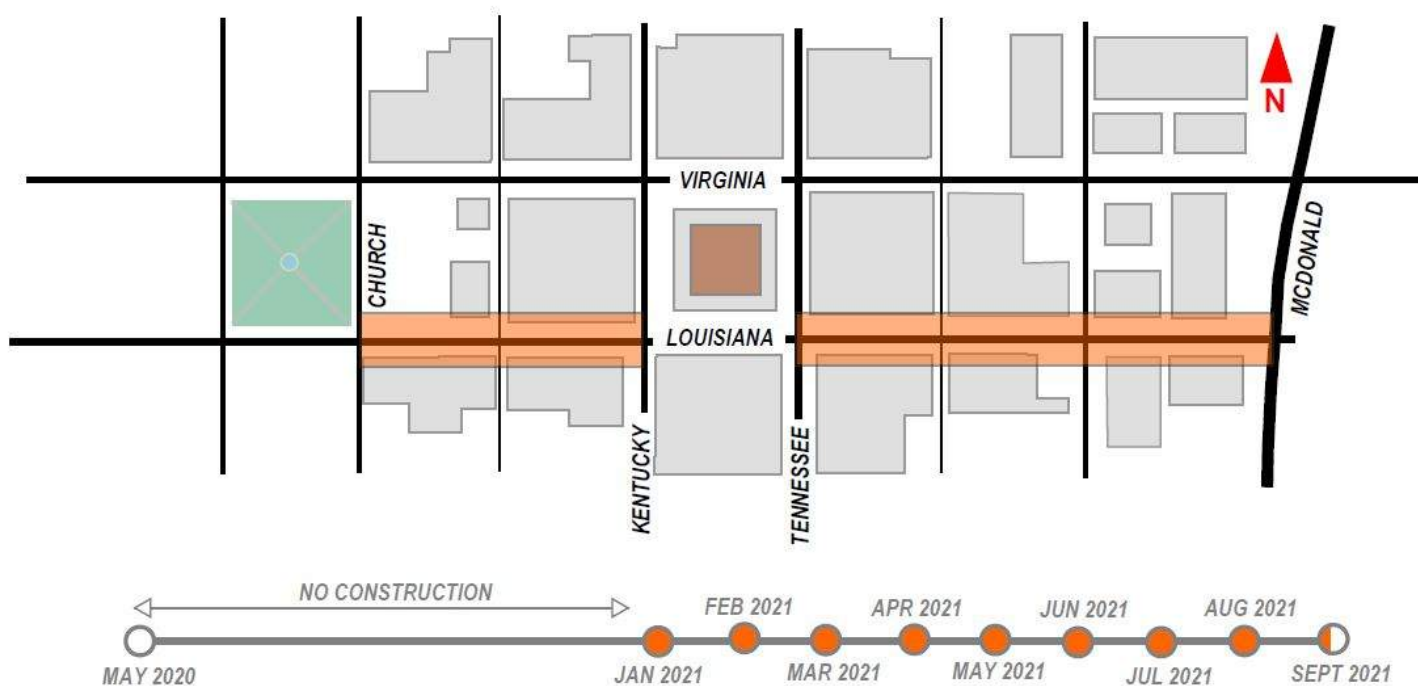 N
VIRGINIA
CHURCH
MCDONALD
LOUISIANA
KENTUCKY
TENNESSEE
NO CONSTRUCTION
FEB 2021
APR 2021
JUN 2021
AUG 2021
MAY 2020
JAN 2021
MAR 2021
MAY 2021
JUL 2021
SEPT 2021